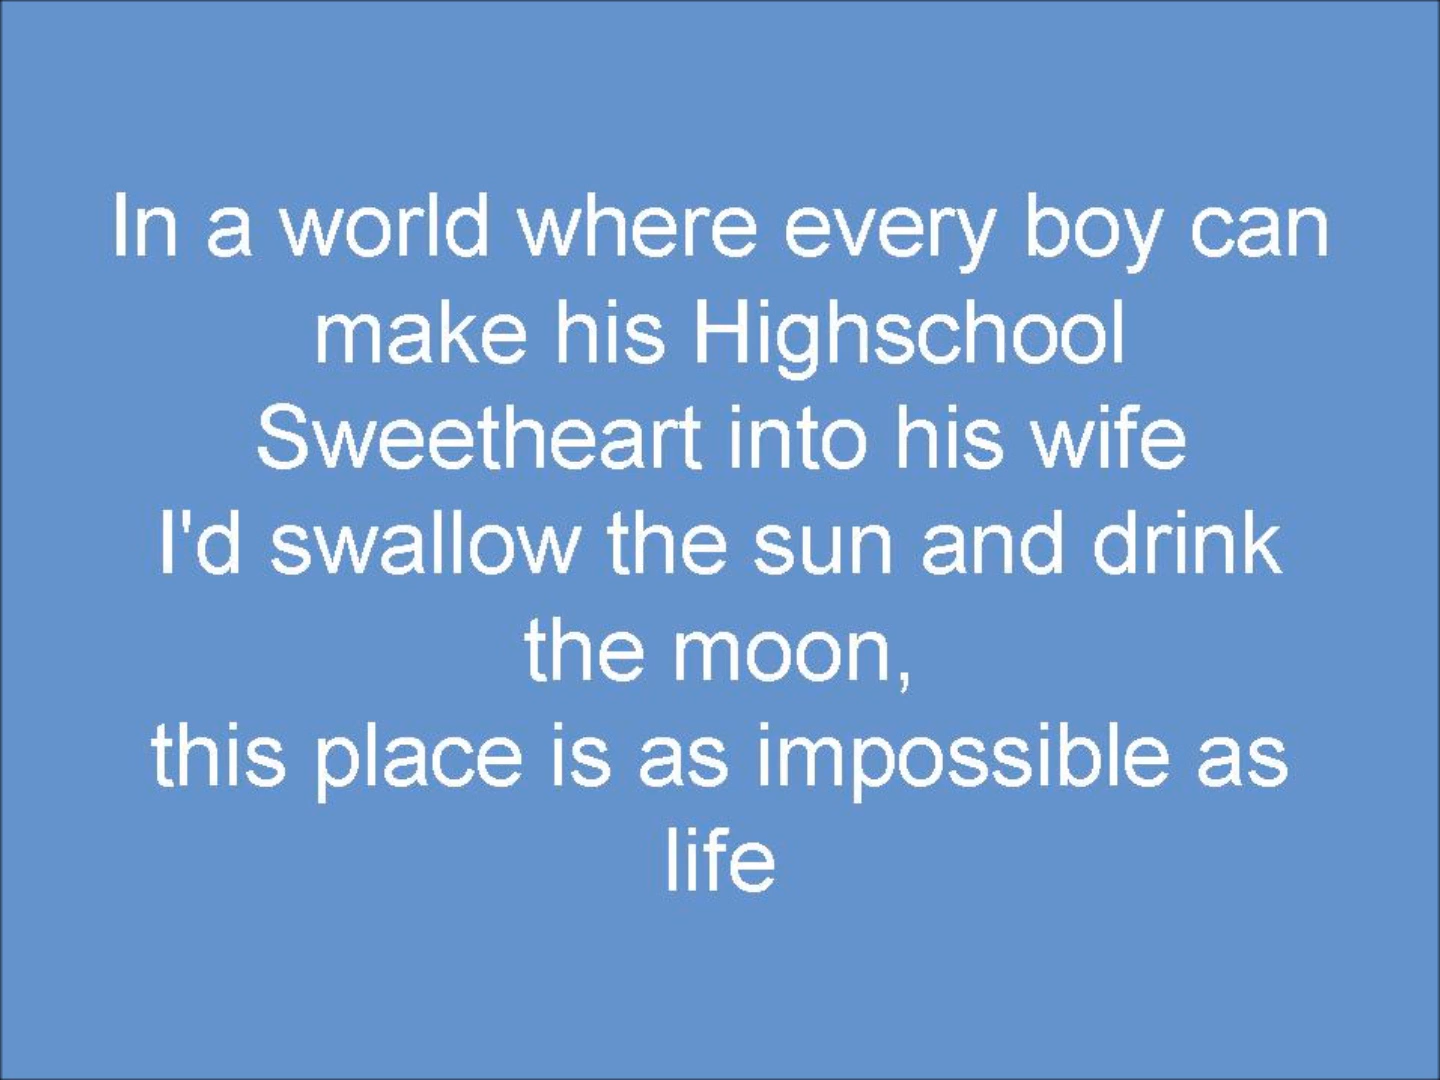 In a world where every boy can
make his Highschool
Sweetheart into his wife
I'd swallow the sun and drink
the moon,
this place is as impossible as
life